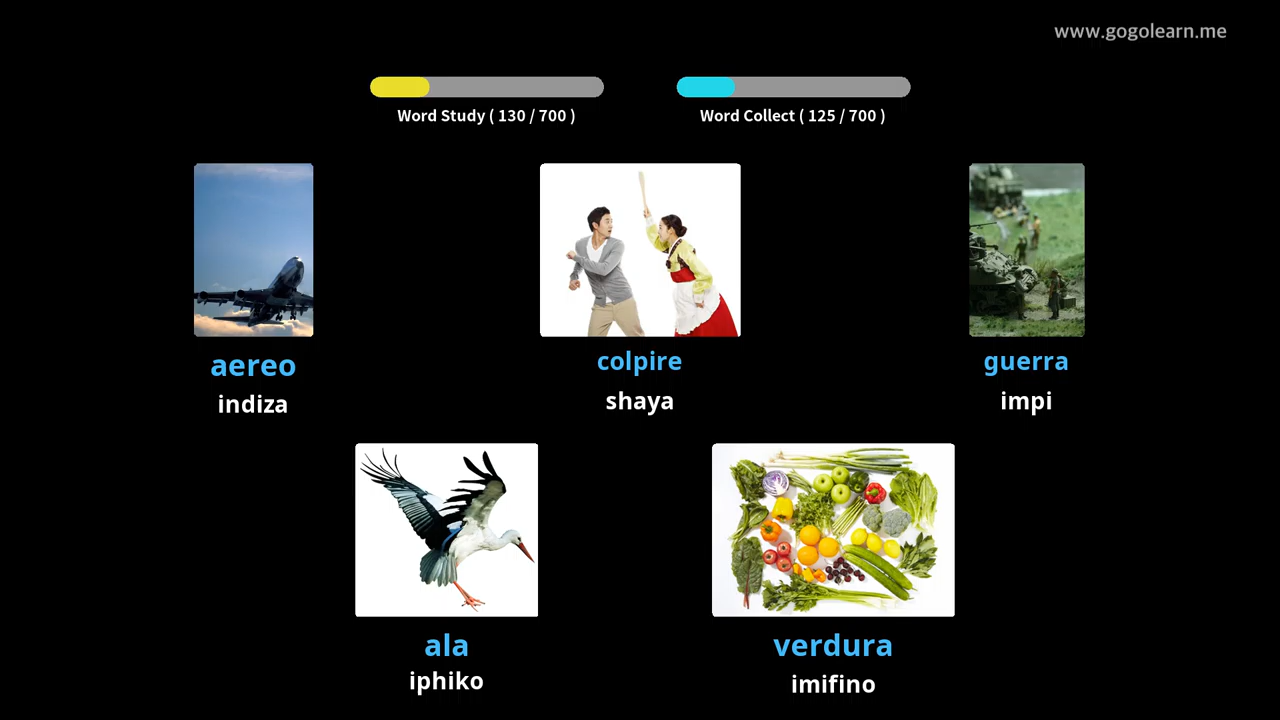 www.gogolearn.me
Word Study ( 130 / 700 )
Word Collect ( 125 / 700 )
aereo
indiza
colpire
shaya
guerra
impi
ala
iphiko
verdura
imifino